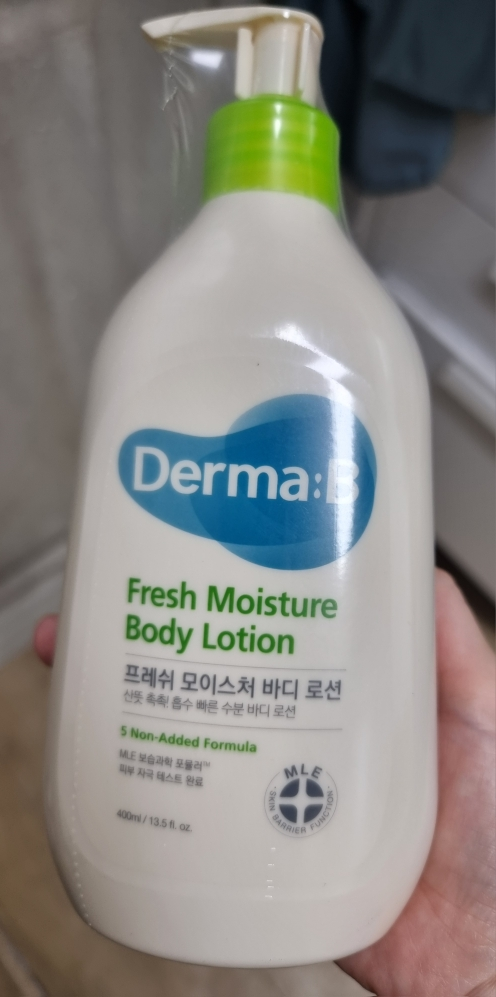 Derma:B
Fresh Moisture
Body Lotion
프레쉬 모이스처 바디 로션
산뜻 촉촉! 흡수 빠른 수분 바디 로션
5 Non-Added Formula
MLE 보습과학 포뮬러™
피부 자극 테스트 완료
400ml / 13.5 fl. oz.
MLE
· SKIN BARRIER FUNCTION ·